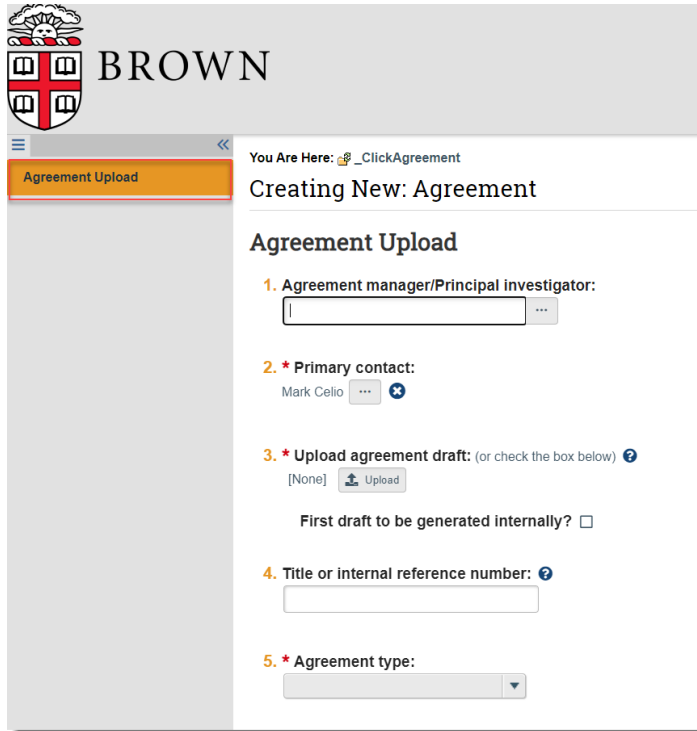 BROWN
You Are Here: _ClickAgreement
Agreement Upload
Creating New: Agreement
Agreement Upload
1. Agreement manager/Principal investigator:
...
2. * Primary contact:
Mark Celio ...
3. * Upload agreement draft: (or check the box below) ?
[None] Upload
First draft to be generated internally?
4. Title or internal reference number: ?
5. * Agreement type: